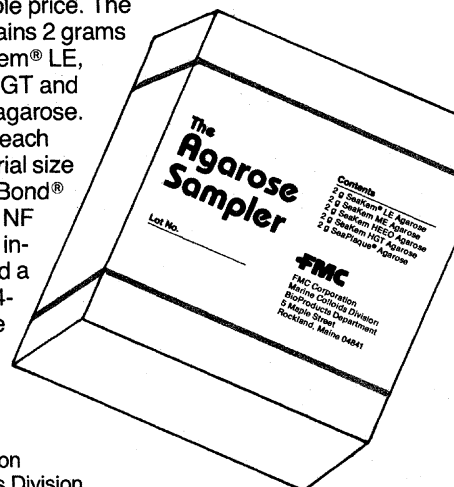 ble price. The
ains 2 grams
em® LE,
HGT and
agarose.
each
rial size
Bond®
NF
in-
d a
4-
e
on
s Division
The
Agarose
Sampler
Lot No.
Contents
2 g SeaKem® LE Agarose
2 g SeaKem ME Agarose
2 g SeaKem HEEO Agarose
2 g SeaKem HGT Agarose
2 g SeaPlaque® Agarose
FMC
FMC Corporation
Marine Colloids Division
BioProducts Department
5 Maple Street
Rockland, Maine 04841